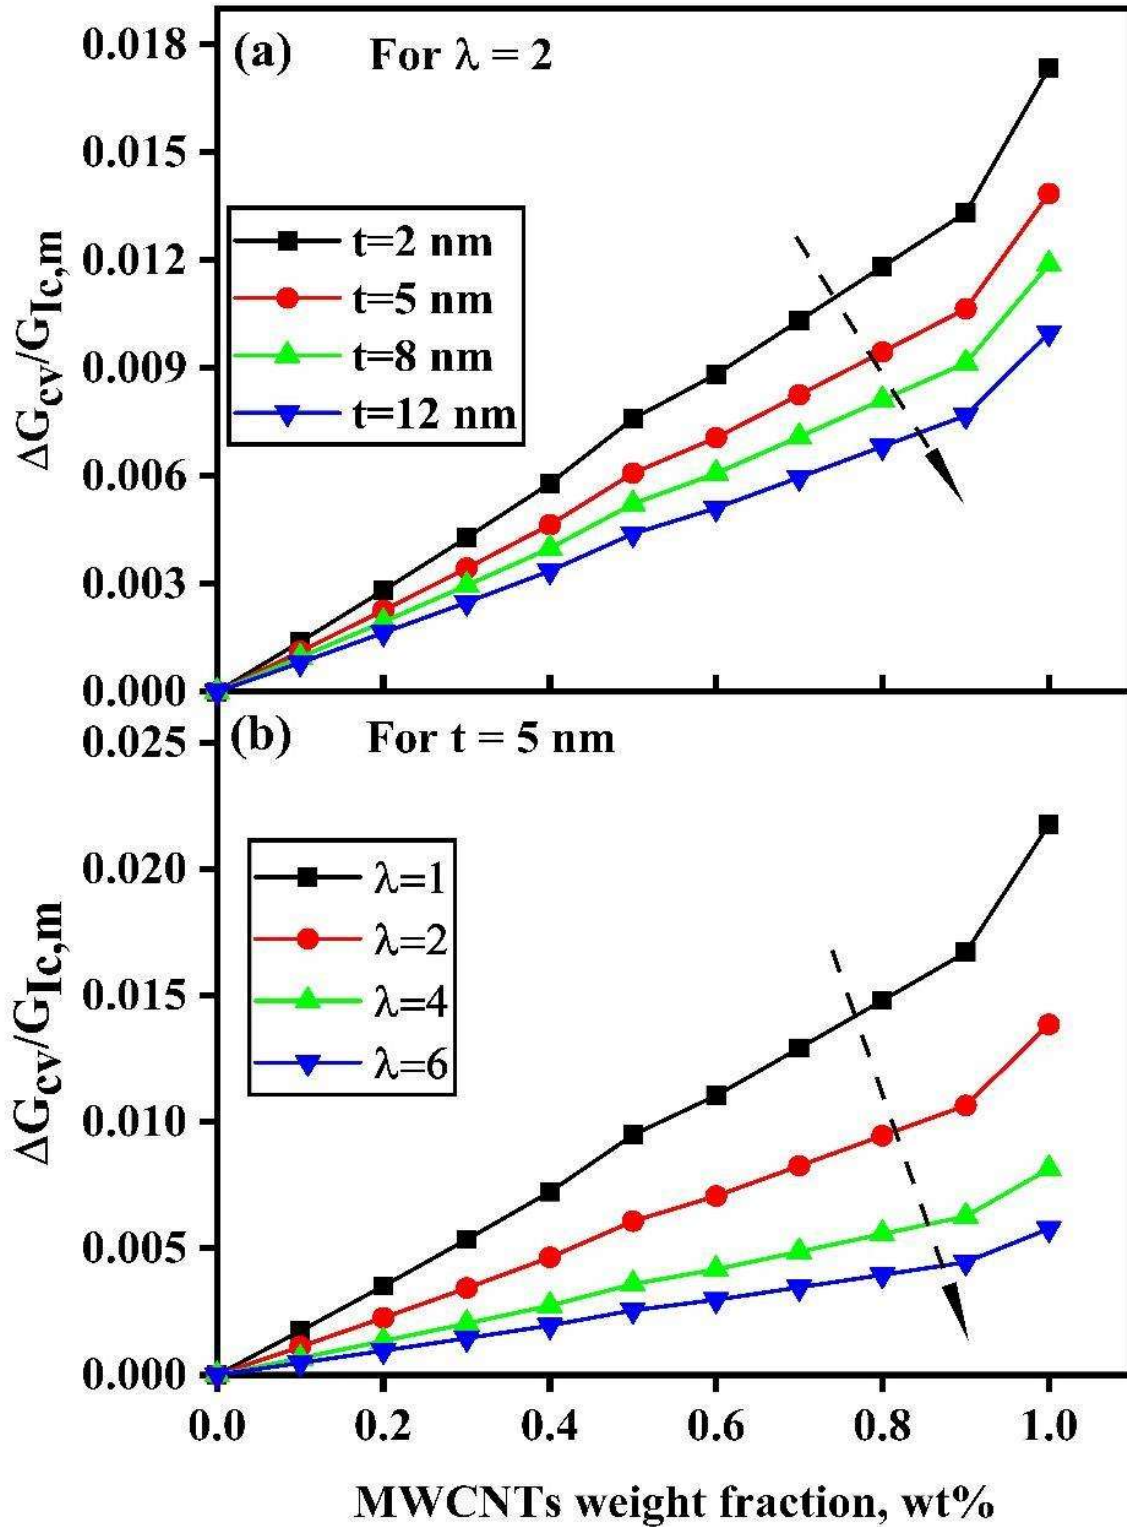 (a) For λ = 2
0.018
0.015
0.012
0.009
0.006
0.003
0.000
ΔGcv/GIc,m
t=2 nm
t=5 nm
t=8 nm
t=12 nm
(b) For t = 5 nm
0.025
0.020
0.015
0.010
0.005
0.000
ΔGcv/GIc,m
λ=1
λ=2
λ=4
λ=6
0.0 0.2 0.4 0.6 0.8 1.0
MWCNTs weight fraction, wt%